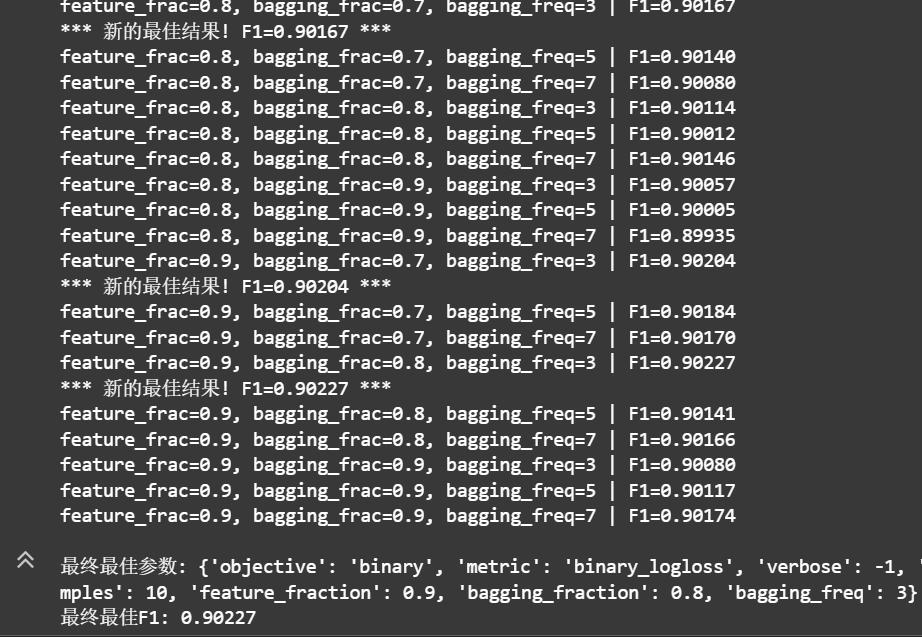 feature_frac=0.8, bagging_frac=0.7, bagging_freq=3 | F1=0.90167
*** 新的最佳结果! F1=0.90167 ***
feature_frac=0.8, bagging_frac=0.7, bagging_freq=5 | F1=0.90140
feature_frac=0.8, bagging_frac=0.7, bagging_freq=7 | F1=0.90080
feature_frac=0.8, bagging_frac=0.8, bagging_freq=3 | F1=0.90114
feature_frac=0.8, bagging_frac=0.8, bagging_freq=5 | F1=0.90012
feature_frac=0.8, bagging_frac=0.8, bagging_freq=7 | F1=0.90146
feature_frac=0.8, bagging_frac=0.9, bagging_freq=3 | F1=0.90057
feature_frac=0.8, bagging_frac=0.9, bagging_freq=5 | F1=0.90005
feature_frac=0.8, bagging_frac=0.9, bagging_freq=7 | F1=0.89935
feature_frac=0.9, bagging_frac=0.7, bagging_freq=3 | F1=0.90204
*** 新的最佳结果! F1=0.90204 ***
feature_frac=0.9, bagging_frac=0.7, bagging_freq=5 | F1=0.90184
feature_frac=0.9, bagging_frac=0.7, bagging_freq=7 | F1=0.90170
feature_frac=0.9, bagging_frac=0.8, bagging_freq=3 | F1=0.90227
*** 新的最佳结果! F1=0.90227 ***
feature_frac=0.9, bagging_frac=0.8, bagging_freq=5 | F1=0.90141
feature_frac=0.9, bagging_frac=0.8, bagging_freq=7 | F1=0.90166
feature_frac=0.9, bagging_frac=0.9, bagging_freq=3 | F1=0.90080
feature_frac=0.9, bagging_frac=0.9, bagging_freq=5 | F1=0.90117
feature_frac=0.9, bagging_frac=0.9, bagging_freq=7 | F1=0.90174
最终最佳参数: {'objective': 'binary', 'metric': 'binary_logloss', 'verbose': -1, '
mples': 10, 'feature_fraction': 0.9, 'bagging_fraction': 0.8, 'bagging_freq': 3}
最终最佳F1: 0.90227